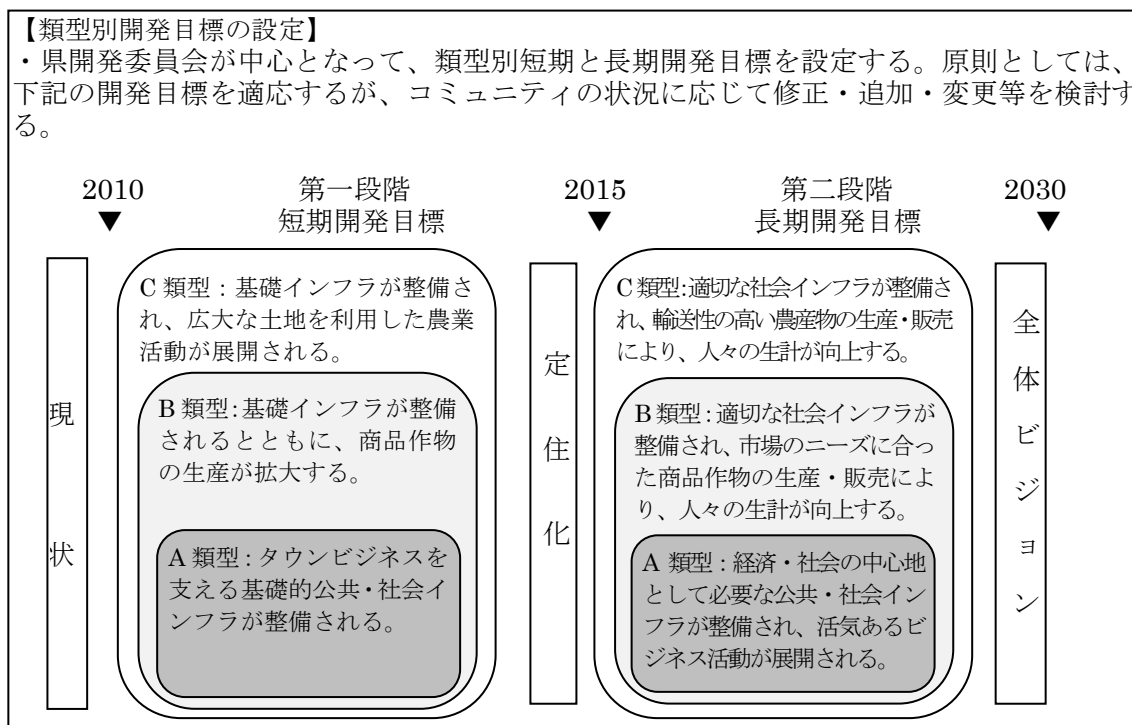 【類型別開発目標の設定】
・県開発委員会が中心となって、類型別短期と長期開発目標を設定する。原則としては、
下記の開発目標を適応するが、コミュニティの状況に応じて修正・追加・変更等を検討す
る。
2010 第一段階 2015 第二段階 2030
▼ 短期開発目標 ▼ 長期開発目標 ▼
現状
C 類型：基礎インフラが整備さ
れ、広大な土地を利用した農業
活動が展開される。
B 類型：基礎インフラが整備
されるとともに、商品作物
の生産が拡大する。
A 類型：タウンビジネスを
支える基礎的公共・社会イ
ンフラが整備される。
定住化
C 類型：適切な社会インフラが整備さ
れ、輸送性の高い農産物の生産・販売
により、人々の生計が向上する。
B 類型：適切な社会インフラが
整備され、市場のニーズに合っ
た商品作物の生産・販売によ
り、人々の生計が向上する。
A 類型：経済・社会の中心地
として必要な公共・社会イン
フラが整備され、活気あるビ
ジネス活動が展開される。
全体ビジョン